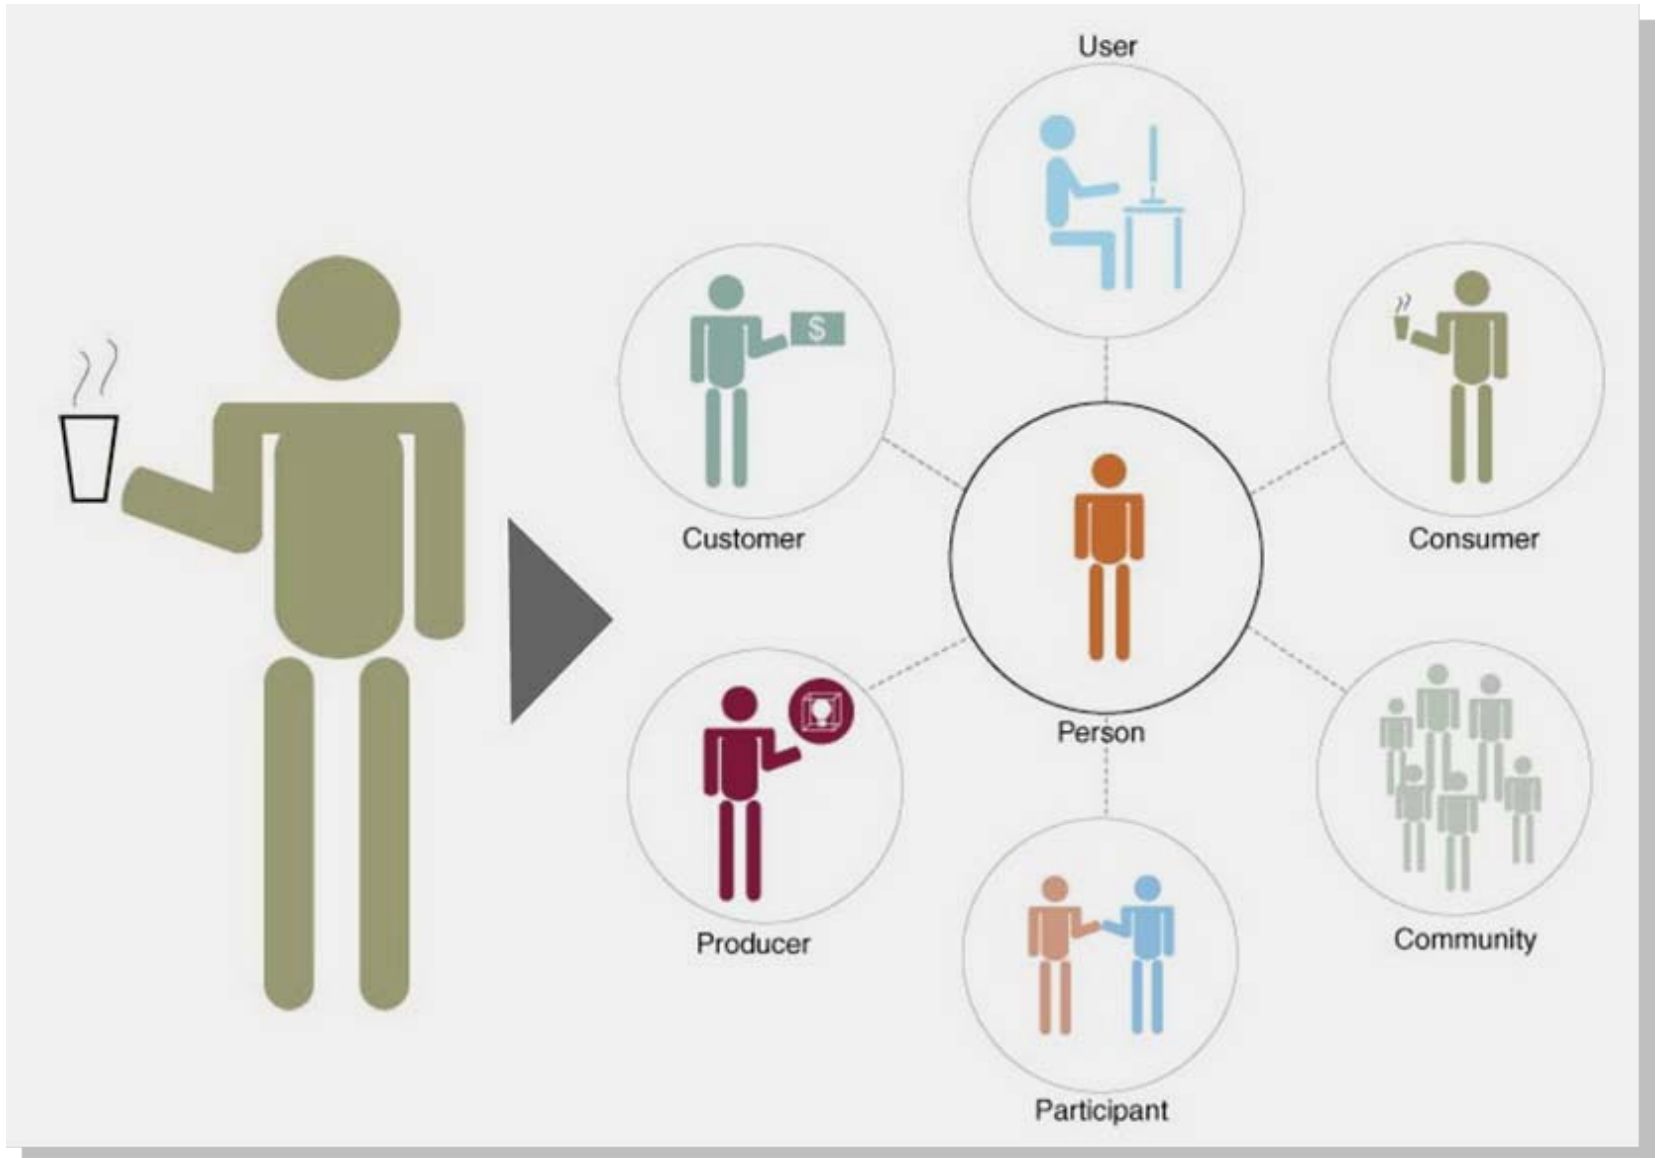 User
$
Customer
Consumer
Person
Producer
Community
Participant